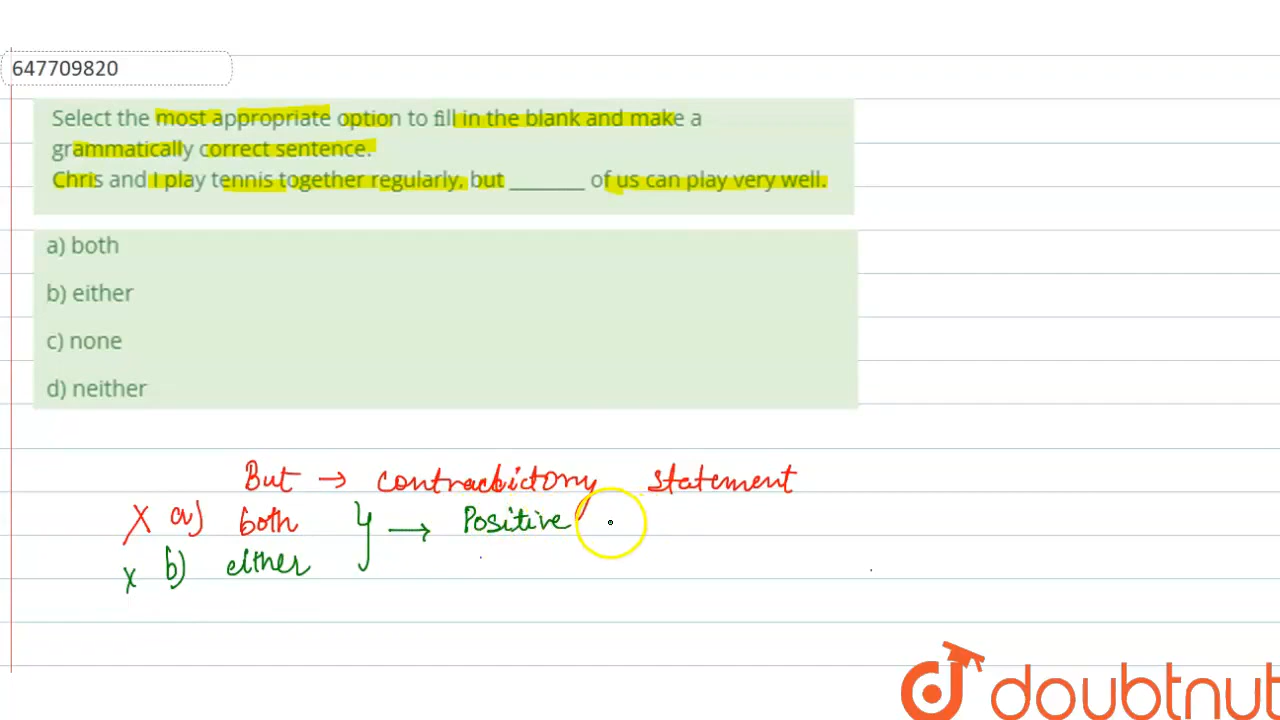 647709820
Select the most appropriate option to fill in the blank and make a
grammatically correct sentence.
Chris and I play tennis together regularly, but ________ of us can play very well.
a) both
b) either
c) none
d) neither
But → contradictory statement
X a) both
x b) either
→ Positive
doubtnut